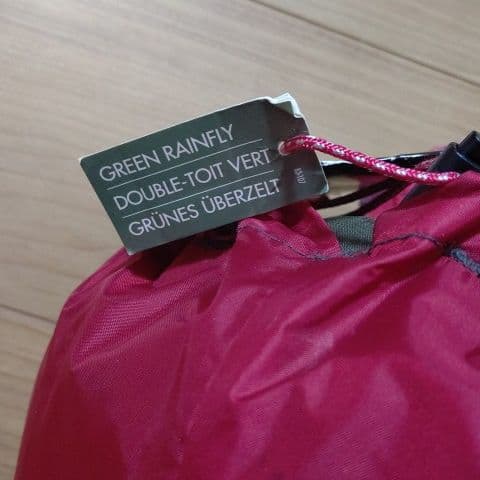 GREEN RAINFLY
DOUBLE-TOIT VERT
GRÜNES ÜBERZELT